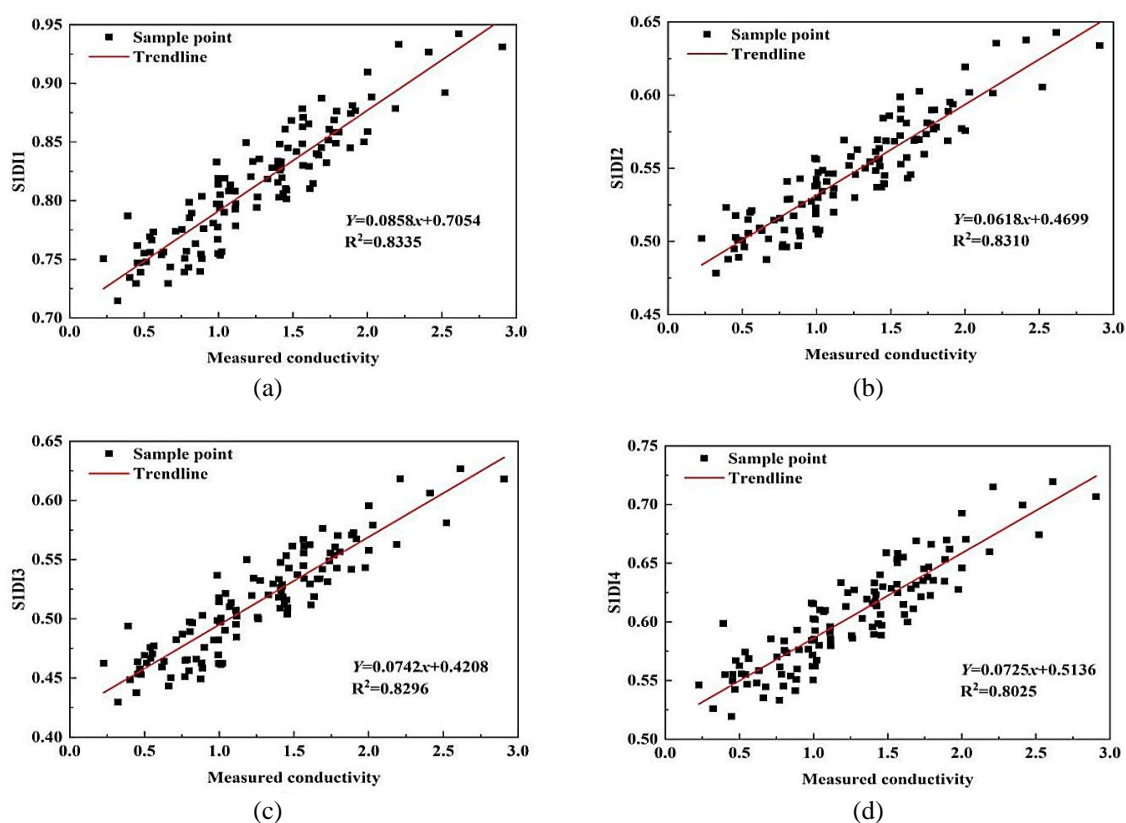 0.95
0.90
0.85
0.80
0.75
0.70
S1DI1
Sample point
Trendline
Y=0.0858x+0.7054
R²=0.8335
0.0 0.5 1.0 1.5 2.0 2.5 3.0
Measured conductivity
(a)
0.65
0.60
0.55
0.50
0.45
S1DI2
Sample point
Trendline
Y=0.0618x+0.4699
R²=0.8310
0.0 0.5 1.0 1.5 2.0 2.5 3.0
Measured conductivity
(b)
0.65
0.60
0.55
0.50
0.45
0.40
S1DI3
Sample point
Trendline
Y=0.0742x+0.4208
R²=0.8296
0.0 0.5 1.0 1.5 2.0 2.5 3.0
Measured conductivity
(c)
0.75
0.70
0.65
0.60
0.55
0.50
S1DI4
Sample point
Trendline
Y=0.0725x+0.5136
R²=0.8025
0.0 0.5 1.0 1.5 2.0 2.5 3.0
Measured conductivity
(d)